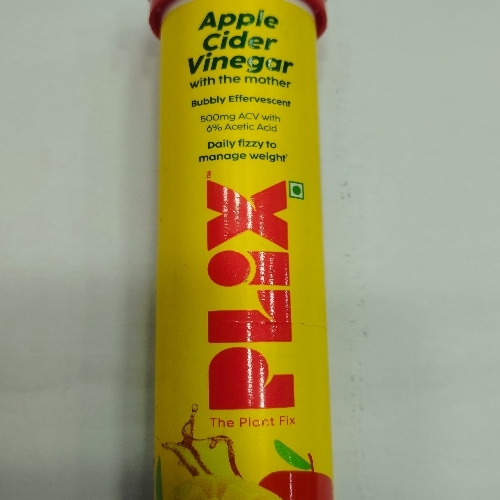 Apple
Cider
Vinegar
with the mother
Bubbly Effervescent
500mg ACV with
6% Acetic Acid
Daily fizzy to
manage weight*
PLIX™
The Plant Fix